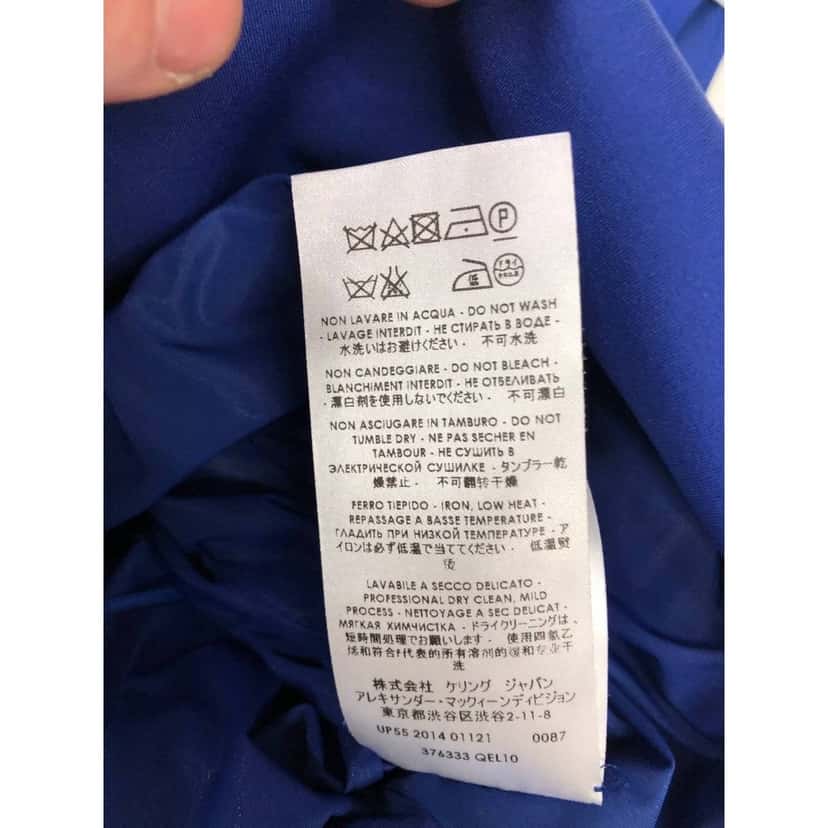 P
ドライ
NON LAVARE IN ACQUA - DO NOT WASH
- LAVAGE INTERDIT - НЕ СТИРАТЬ В ВОДЕ -
水洗いはお避けください． 不可水洗
NON CANDEGGIARE - DO NOT BLEACH -
BLANCHIMENT INTERDIT - НЕ ОТБЕЛИВАТЬ
- 漂白剤を使用しないでください． 不可漂白
NON ASCIUGARE IN TAMBURO - DO NOT
TUMBLE DRY - NE PAS SECHER EN
TAMBOUR - НЕ СУШИТЬ В
ЭЛЕКТРИЧЕСКОЙ СУШИЛКЕ - タンブラー乾
燥禁止． 不可翻转干燥
FERRO TIEPIDO - IRON, LOW HEAT -
REPASSAGE A BASSE TEMPERATURE -
ГЛАДИТЬ ПРИ НИЗКОЙ ТЕМПЕРАТУРЕ - ア
イロンは必ず低温で当ててください． 低温熨
烫
LAVABILE A SECCO DELICATO -
PROFESSIONAL DRY CLEAN, MILD
PROCESS - NETTOYAGE A SEC DELICAT -
МЯГКАЯ ХИМЧИСТКА - ドライクリーニングは、
短時間処理でお願いします． 使用四氯乙
烯和符合F代表的所有溶剂的缓和专业干
洗
株式会社 ケリング ジャパン
アレキサンダー・マックィーンディビジョン
東京都渋谷区渋谷2-11-8
UP55 2014 01121 0087
376333 QEL10